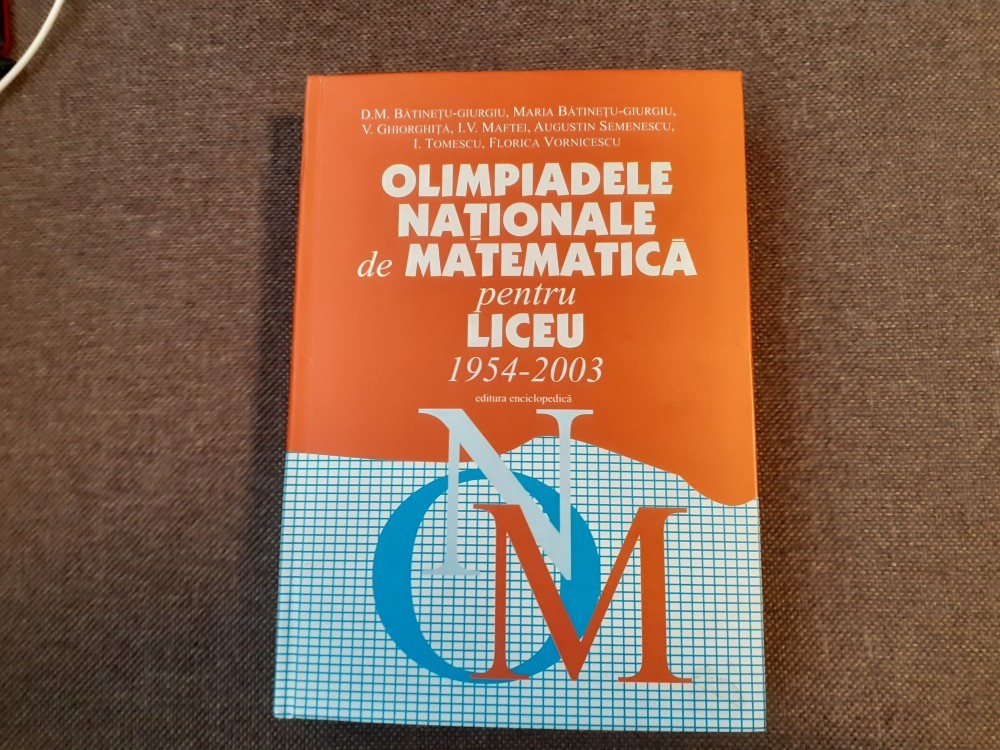 D.M. BĂTINEȚU-GIURGIU, MARIA BĂTINEȚU-GIURGIU,
V. GHIORGHIȚĂ, I.V. MAFTEI, AUGUSTIN SEMENESCU,
I. TOMESCU, FLORICA VORNICESCU
OLIMPIADELE
NAȚIONALE
de MATEMATICĂ
pentru
LICEU
1954-2003
editura enciclopedică
ONM